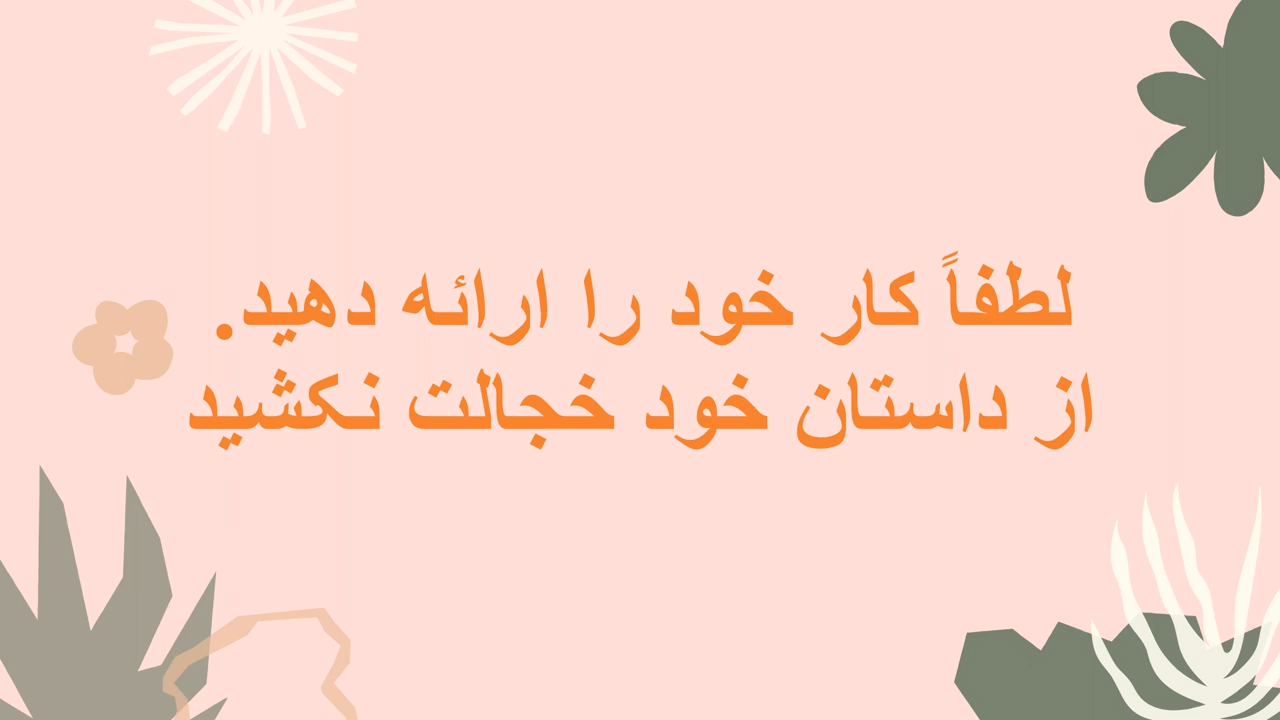 لطفاً کار خود را ارائه دهید.
از داستان خود خجالت نکشید